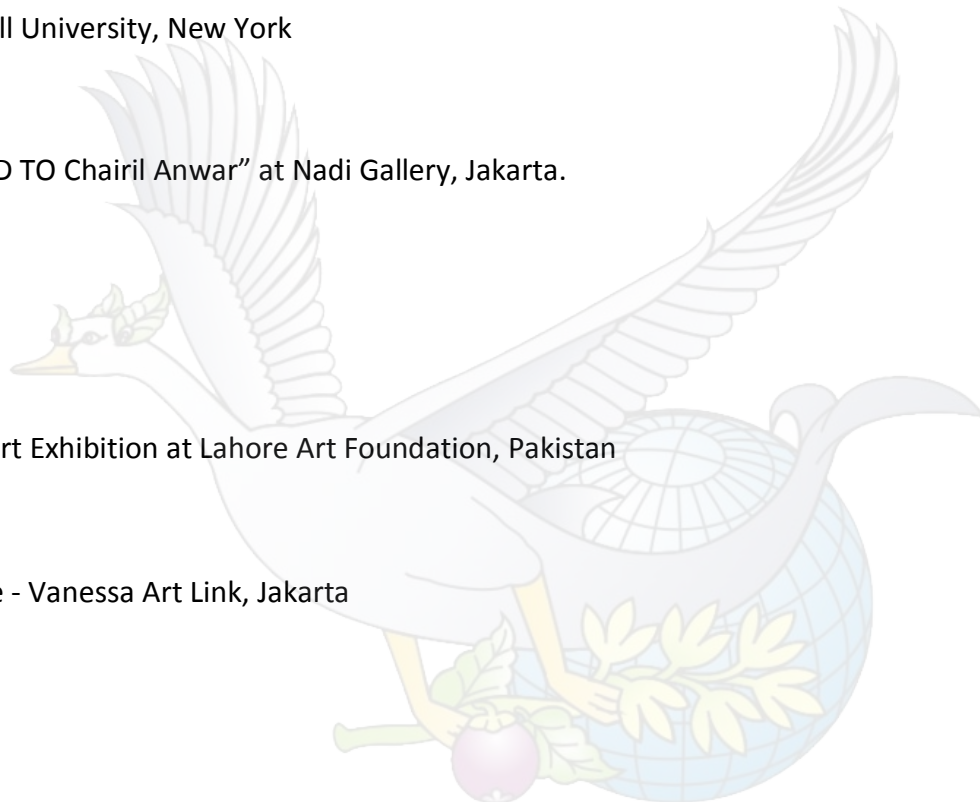 ll University, New York
D TO Chairil Anwar” at Nadi Gallery, Jakarta.
rt Exhibition at Lahore Art Foundation, Pakistan
e - Vanessa Art Link, Jakarta